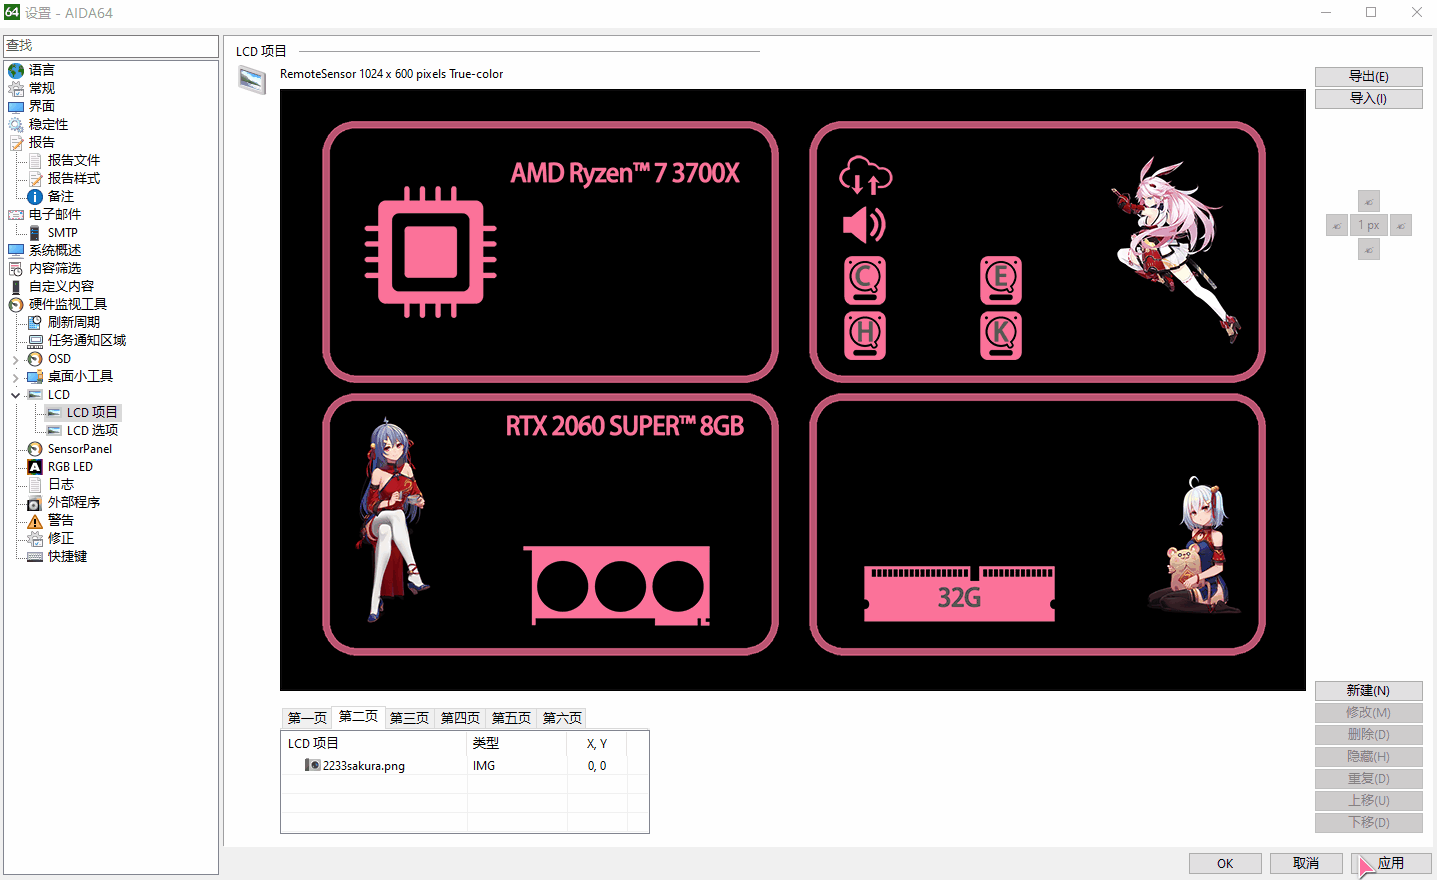 64 设置 - AIDA64
查找
语言
常规
界面
稳定性
报告
报告文件
报告样式
备注
电子邮件
SMTP
系统概述
内容筛选
自定义内容
硬件监视工具
刷新周期
任务通知区域
OSD
桌面小工具
LCD
LCD 项目
LCD 选项
SensorPanel
RGB LED
日志
外部程序
警告
修正
快捷键
LCD 项目
RemoteSensor 1024 x 600 pixels True-color
AMD Ryzen™ 7 3700X
C
E
H
K
RTX 2060 SUPER™ 8GB
32G
第一页 第二页 第三页 第四页 第五页 第六页
LCD 项目 类型 X, Y
2233sakura.png IMG 0, 0
导出(E)
导入(I)
1 px
新建(N)
修改(M)
删除(D)
隐藏(H)
重复(D)
上移(U)
下移(D)
OK 取消 应用